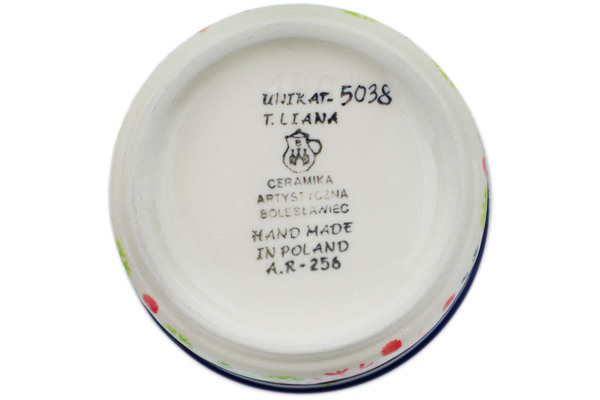 UNIKAT-5038
T. LIANA
B
CERAMIKA
ARTYSTYCZNA
BOLESŁAWIEC
HAND MADE
IN POLAND
A.R-256